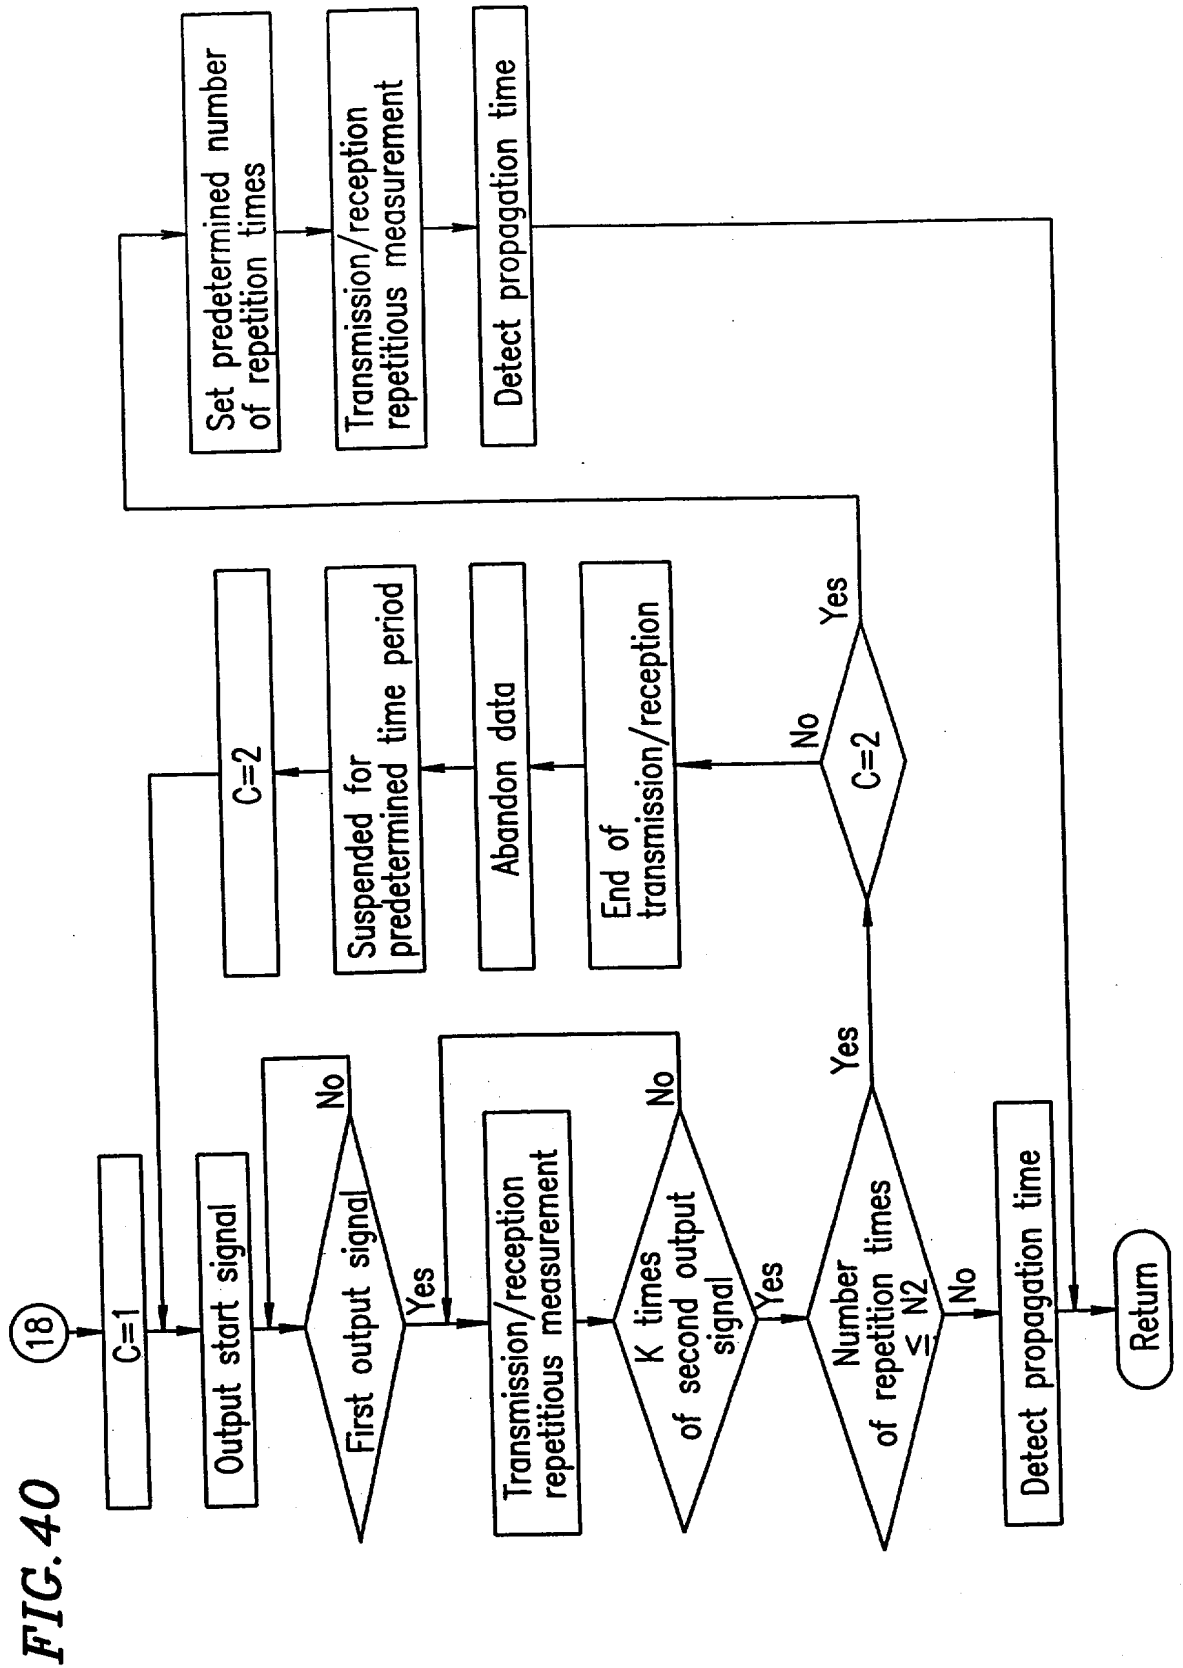 FIG.40
18
C=1
Output start signal
First output signal
No
Yes
Transmission/reception
repetitious measurement
K times
of second output
signal
No
Yes
Number
of repetition times
≤ N2
Yes
No
Detect propagation time
Return
C=2
No
Yes
End of
transmission/reception
Abandon data
Suspended for
predetermined time period
C=2
Set predetermined number
of repetition times
Transmission/reception
repetitious measurement
Detect propagation time